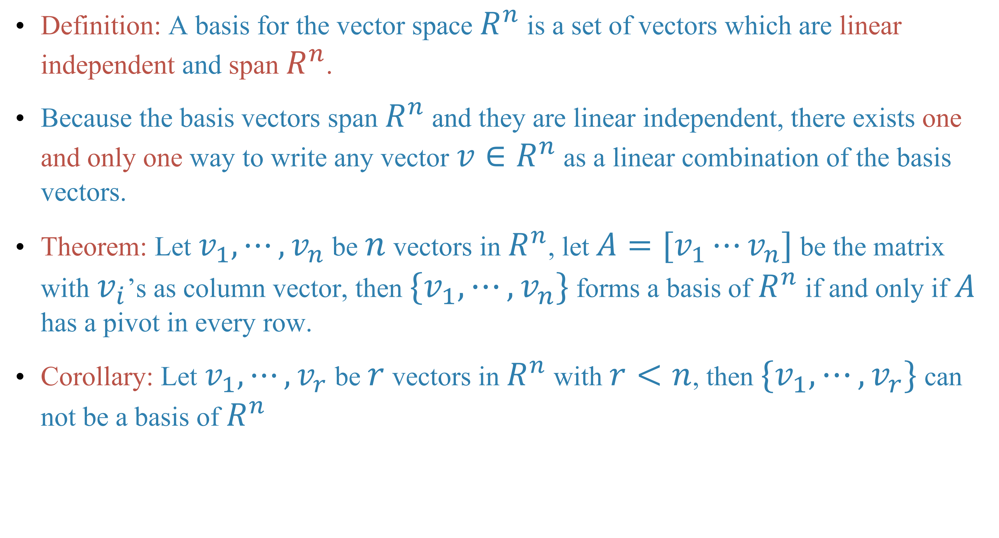 • Definition: A basis for the vector space $R^n$ is a set of vectors which are linear
independent and span $R^n$.
• Because the basis vectors span $R^n$ and they are linear independent, there exists one
and only one way to write any vector $v \in R^n$ as a linear combination of the basis
vectors.
• Theorem: Let $v_1, \cdots, v_n$ be $n$ vectors in $R^n$, let $A = [v_1 \cdots v_n]$ be the matrix
with $v_i$’s as column vector, then $\{v_1, \cdots, v_n\}$ forms a basis of $R^n$ if and only if $A$
has a pivot in every row.
• Corollary: Let $v_1, \cdots, v_r$ be $r$ vectors in $R^n$ with $r < n$, then $\{v_1, \cdots, v_r\}$ can
not be a basis of $R^n$